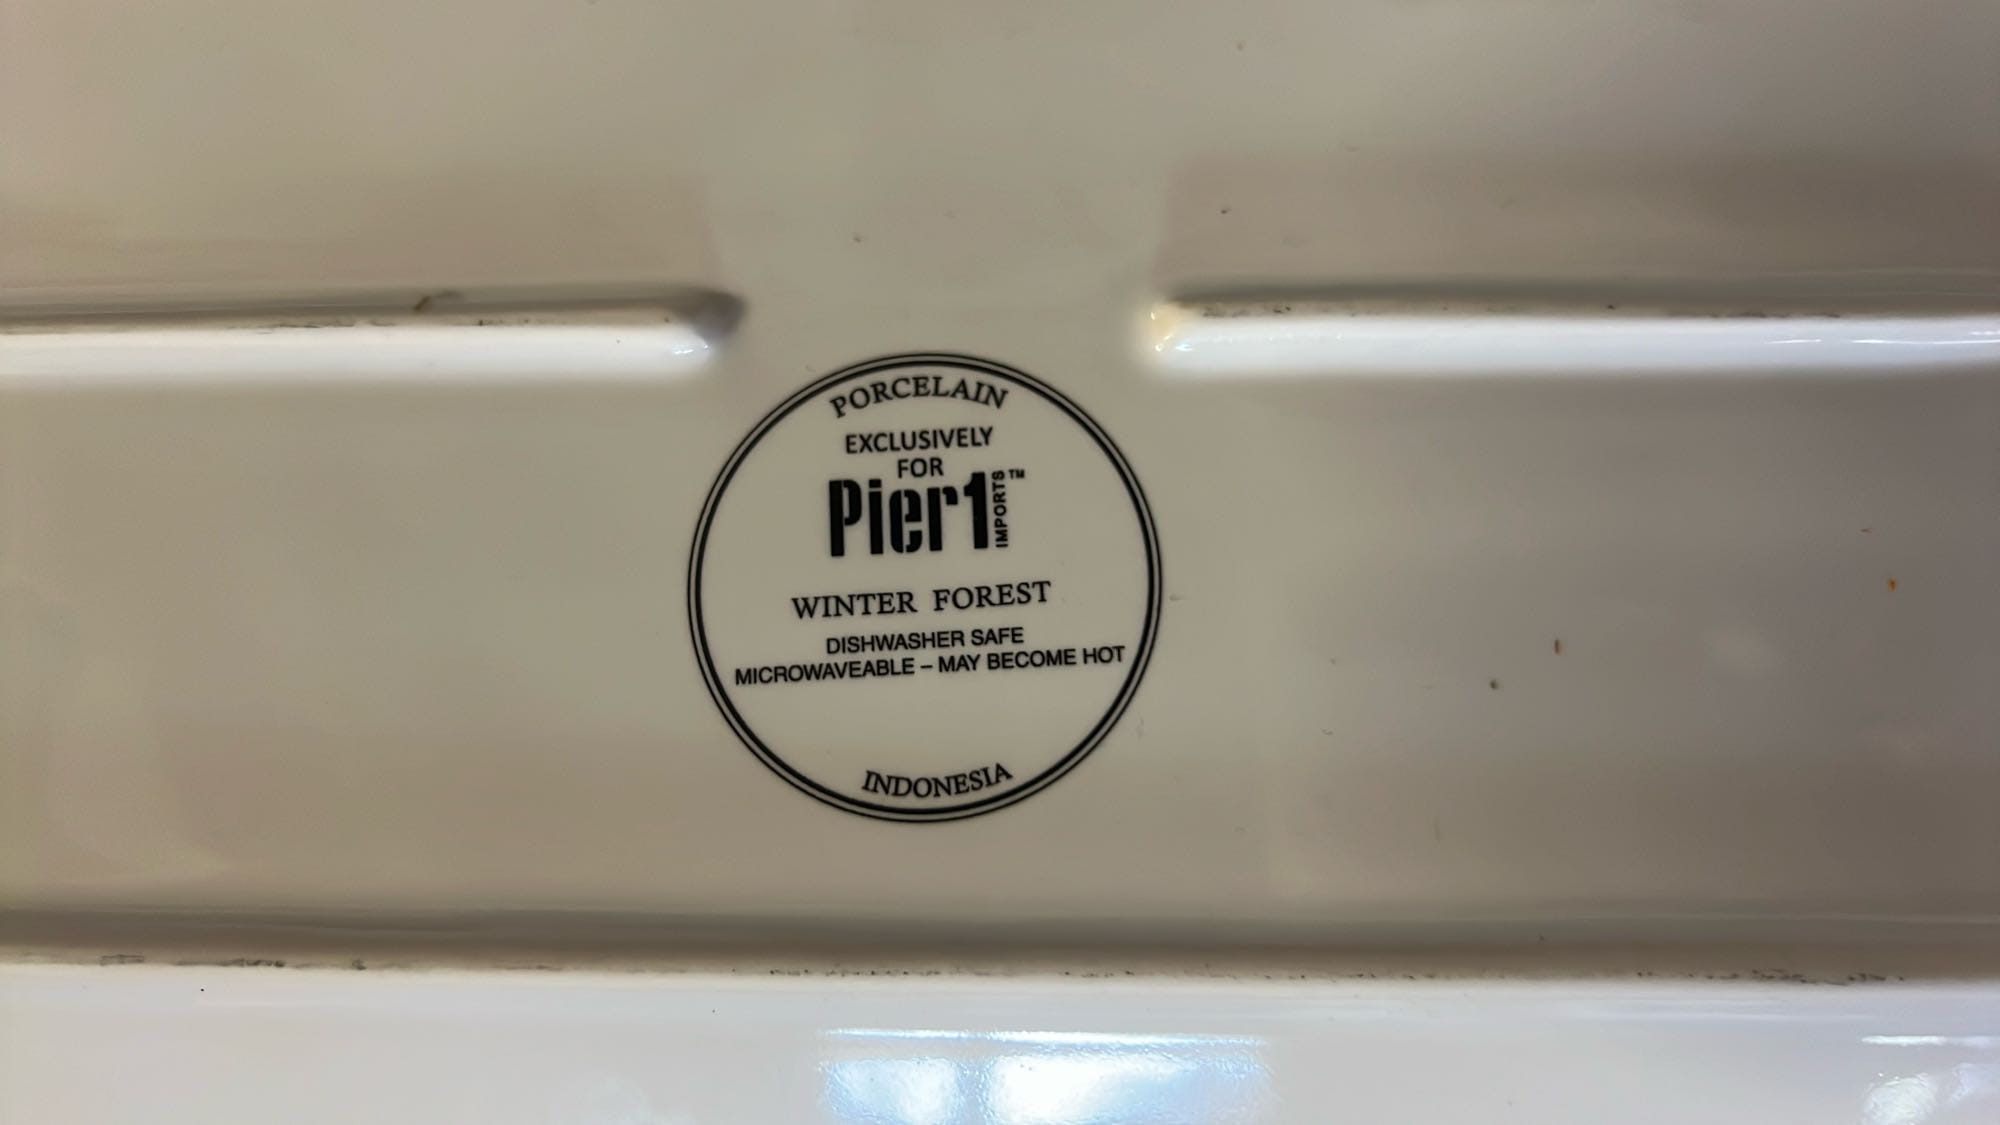 PORCELAIN
EXCLUSIVELY
FOR
Pier1 IMPORTS™
WINTER FOREST
DISHWASHER SAFE
MICROWAVEABLE – MAY BECOME HOT
INDONESIA